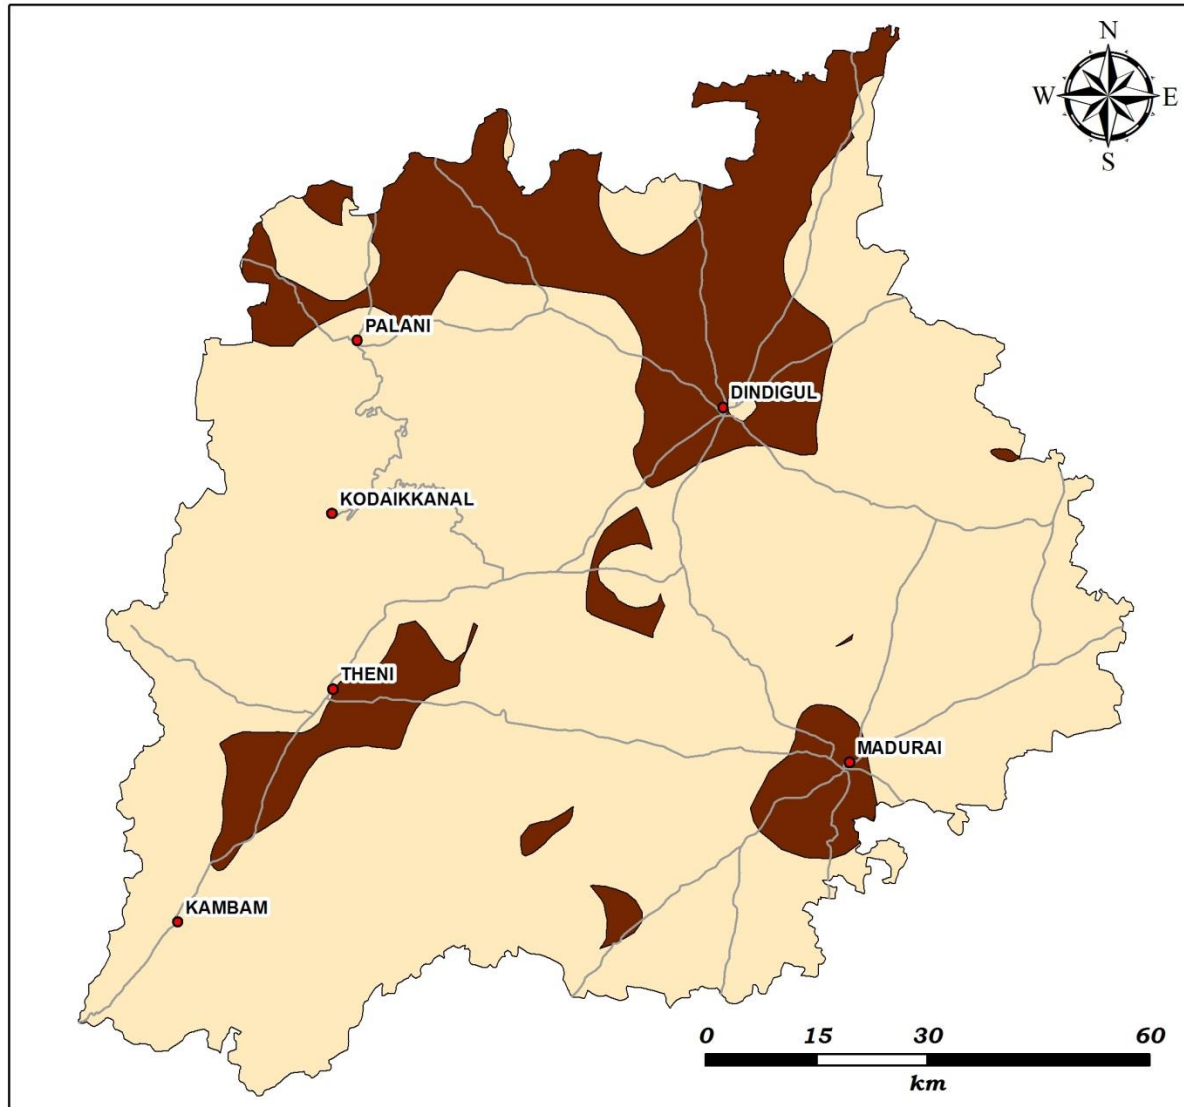 N
W E
S
PALANI
DINDIGUL
KODAIKKANAL
THENI
MADURAI
KAMBAM
0 15 30 60
km